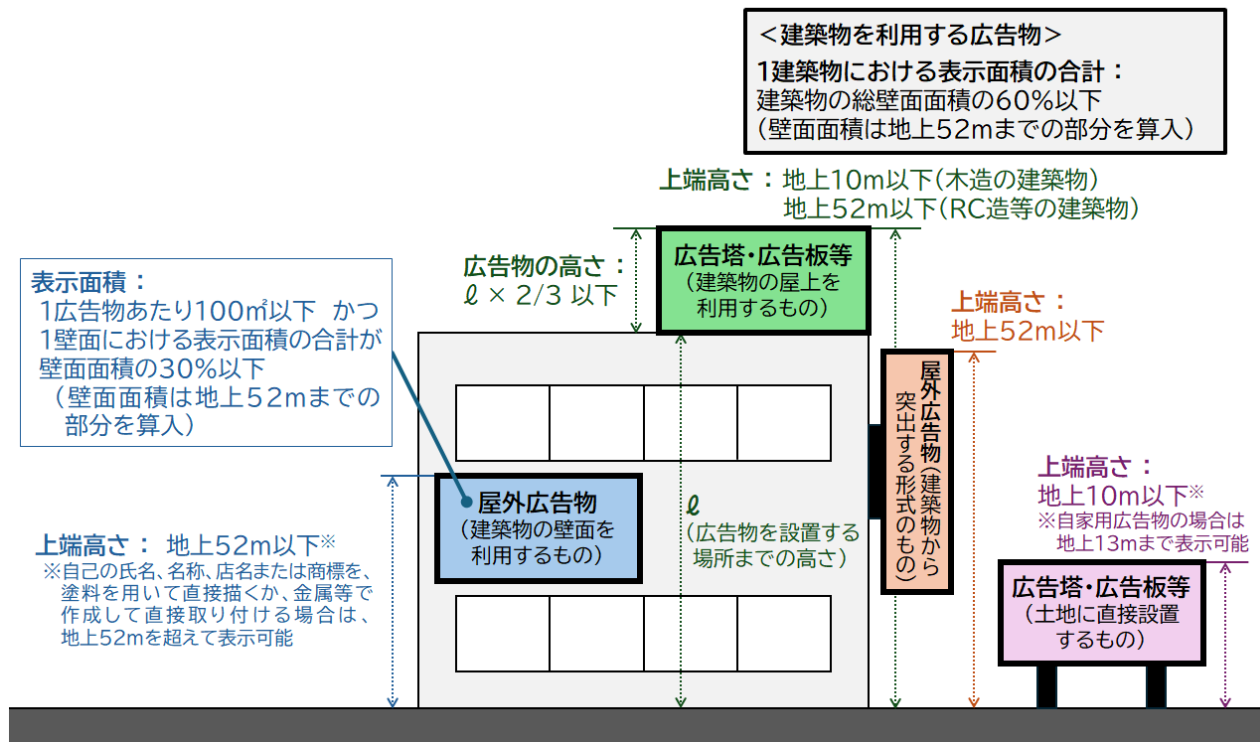 <建築物を利用する広告物>
1建築物における表示面積の合計：
建築物の総壁面面積の60%以下
(壁面面積は地上52mまでの部分を算入)
上端高さ：地上10m以下(木造の建築物)
地上52m以下(RC造等の建築物)
広告物の高さ：
ℓ × 2/3 以下
広告塔・広告板等
(建築物の屋上を
利用するもの)
表示面積：
1広告物あたり100㎡以下 かつ
1壁面における表示面積の合計が
壁面面積の30%以下
(壁面面積は地上52mまでの
部分を算入)
上端高さ：
地上52m以下
屋外広告物(建築物から
突出する形式のもの)
屋外広告物
(建築物の壁面を
利用するもの)
ℓ
(広告物を設置する
場所までの高さ)
上端高さ： 地上52m以下※
※自己の氏名、名称、店名または商標を、
塗料を用いて直接描くか、金属等で
作成して直接取り付ける場合は、
地上52mを超えて表示可能
上端高さ：
地上10m以下※
※自家用広告物の場合は
地上13mまで表示可能
広告塔・広告板等
(土地に直接設置
するもの)